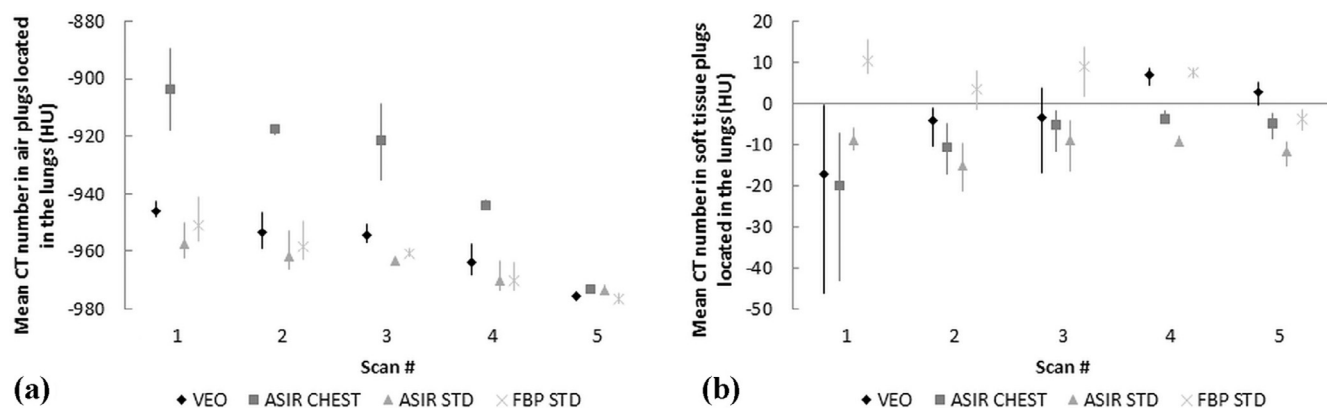 Mean CT number in air plugs located
in the lungs (HU)
-880
-900
-920
-940
-960
-980
1 2 3 4 5
Scan #
(a)
VEO ASIR CHEST ASIR STD FBP STD
Mean CT number in soft tissue plugs
located in the lungs (HU)
20
10
0
-10
-20
-30
-40
-50
1 2 3 4 5
Scan #
(b)
VEO ASIR CHEST ASIR STD FBP STD